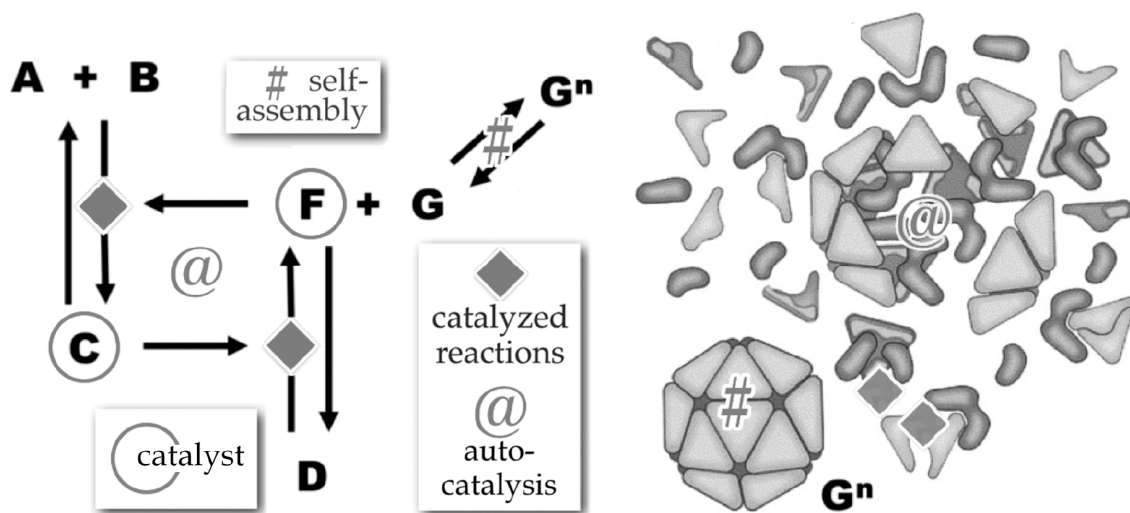 A + B
# self-
assembly
Gⁿ
#
F + G
@
@
C
catalyzed
reactions
@
auto-
catalysis
catalyst
D
#
Gⁿ